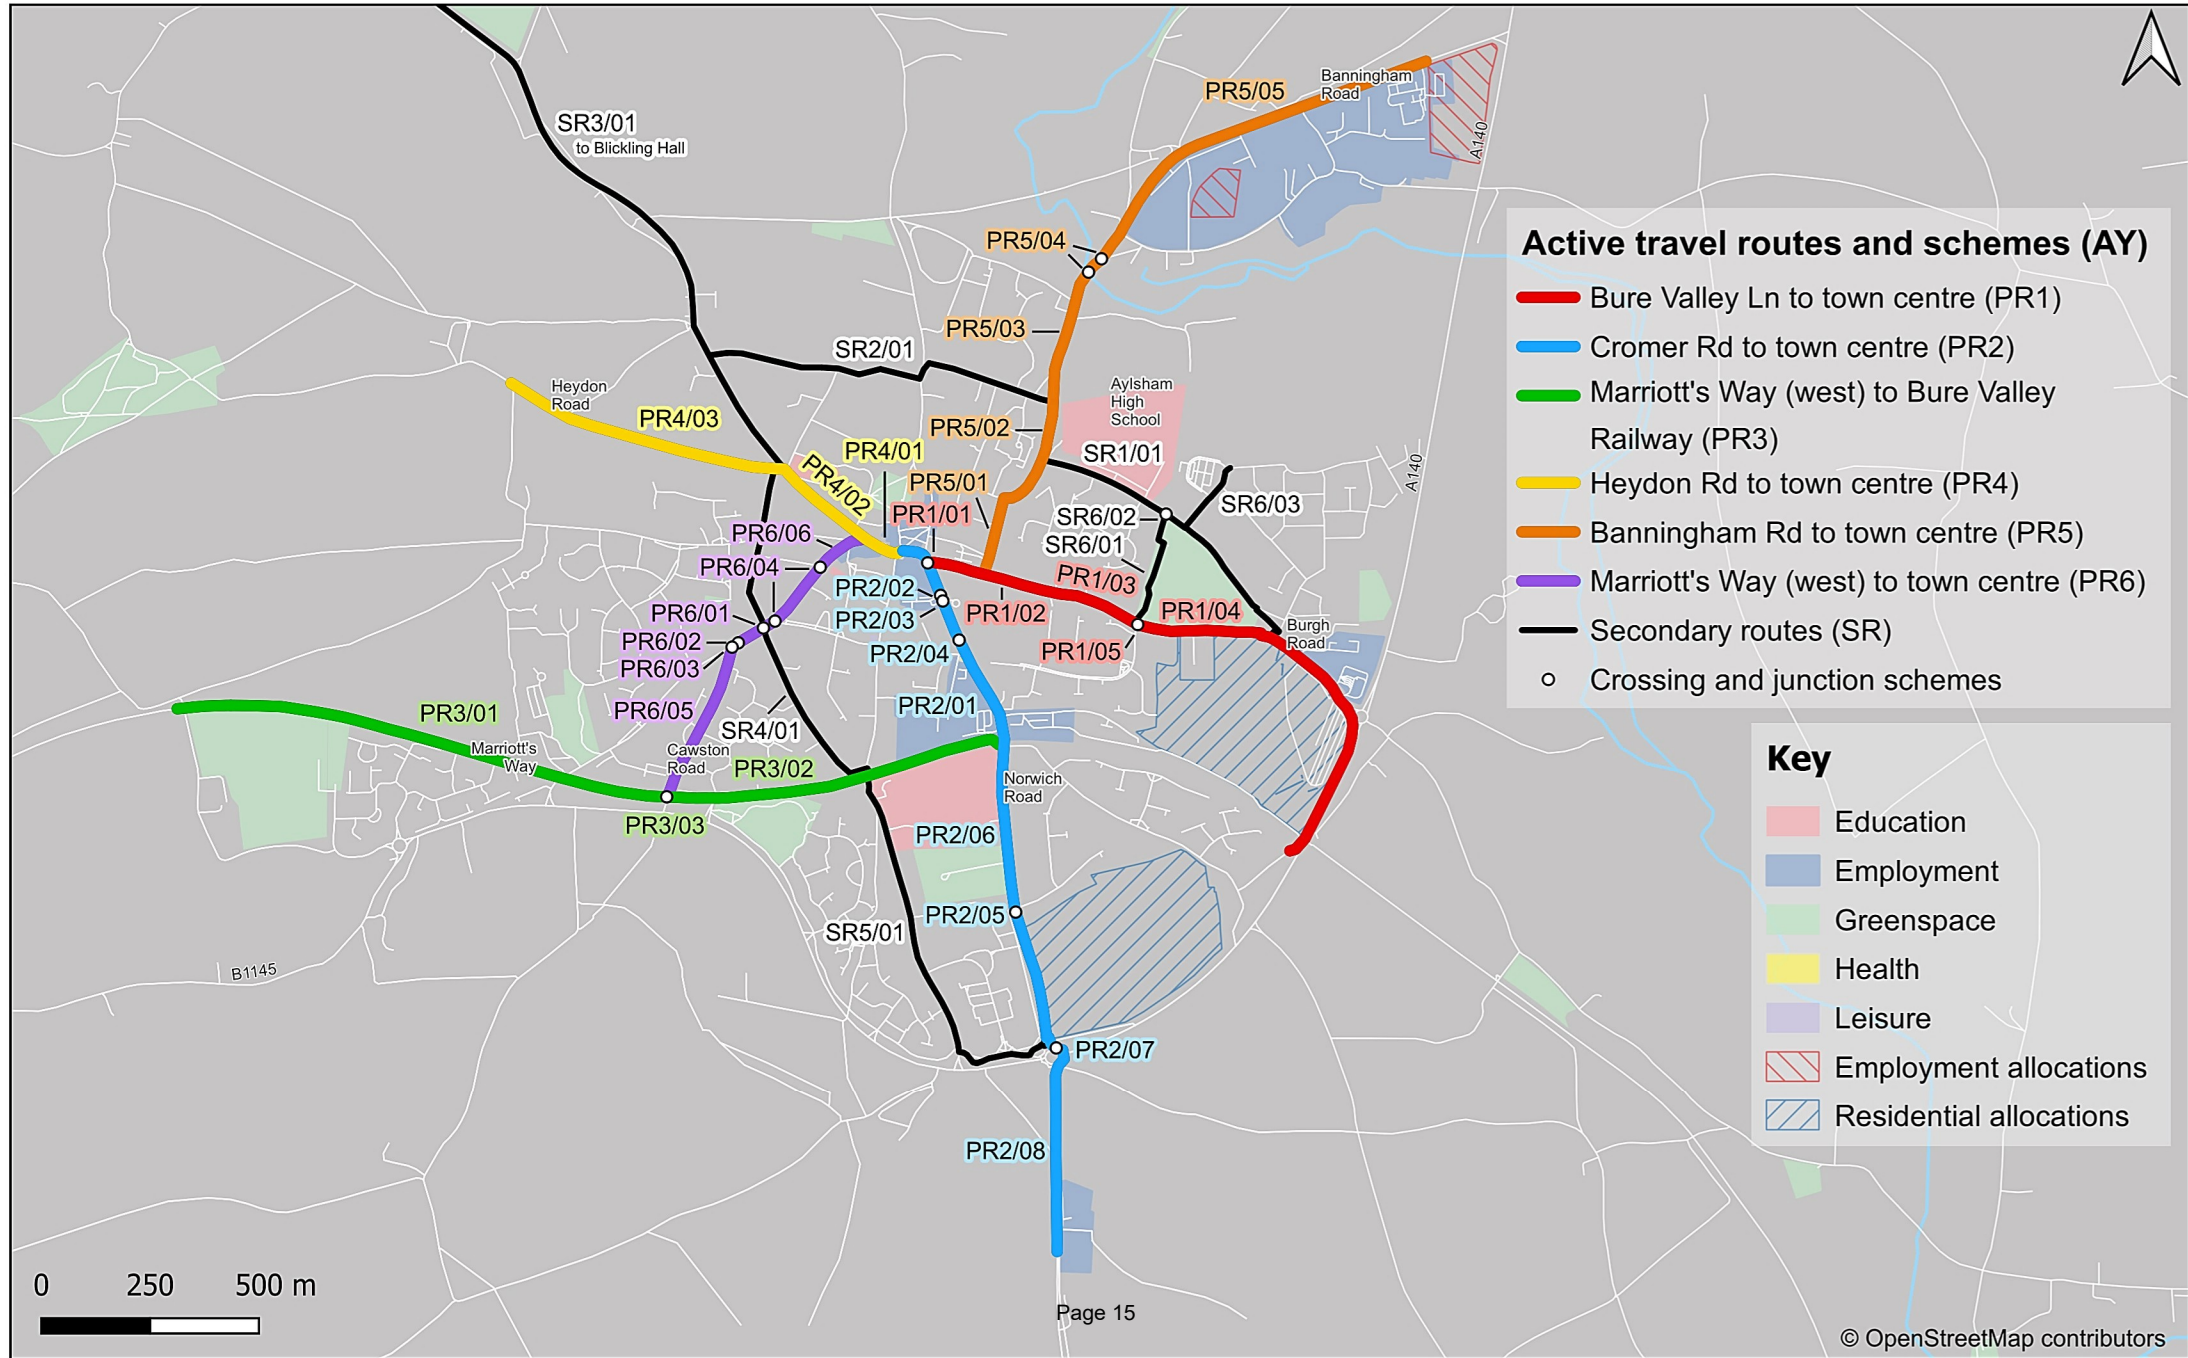 SR3/01
to Blickling Hall
PR5/05
Banningham
Road
A140
PR5/04
PR5/03
SR2/01
Heydon
Road
PR4/03
Aylsham
High
School
PR5/02
PR4/01
SR1/01
A140
PR4/02
PR5/01
PR1/01
SR6/02
SR6/03
SR6/01
PR6/06
PR6/04
PR1/03
PR2/02
PR2/03
PR1/02
PR1/04
PR6/01
PR6/02
PR6/03
PR2/04
PR1/05
Burgh
Road
PR6/05
PR2/01
SR4/01
PR3/01
Marriott's
Way
Cawston
Road
PR3/02
Norwich
Road
PR3/03
PR2/06
PR2/05
SR5/01
B1145
PR2/07
PR2/08
Active travel routes and schemes (AY)
Bure Valley Ln to town centre (PR1)
Cromer Rd to town centre (PR2)
Marriott's Way (west) to Bure Valley
Railway (PR3)
Heydon Rd to town centre (PR4)
Banningham Rd to town centre (PR5)
Marriott's Way (west) to town centre (PR6)
Secondary routes (SR)
Crossing and junction schemes
Key
Education
Employment
Greenspace
Health
Leisure
Employment allocations
Residential allocations
0 250 500 m
Page 15
© OpenStreetMap contributors